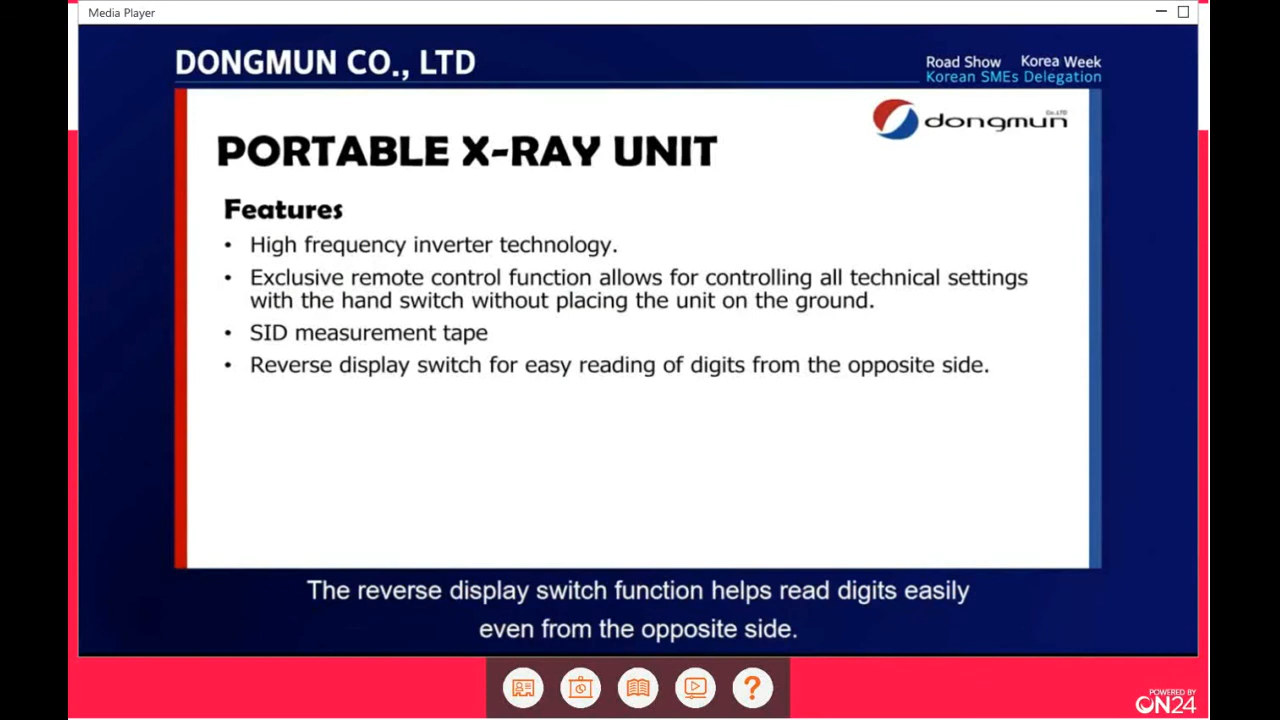 Media Player
DONGMUN CO., LTD
Road Show Korea Week
Korean SMEs Delegation
Co.,LTD
dongmun
PORTABLE X-RAY UNIT
Features
• High frequency inverter technology.
• Exclusive remote control function allows for controlling all technical settings
with the hand switch without placing the unit on the ground.
• SID measurement tape
• Reverse display switch for easy reading of digits from the opposite side.
The reverse display switch function helps read digits easily
even from the opposite side.
?
POWERED BY
ON24